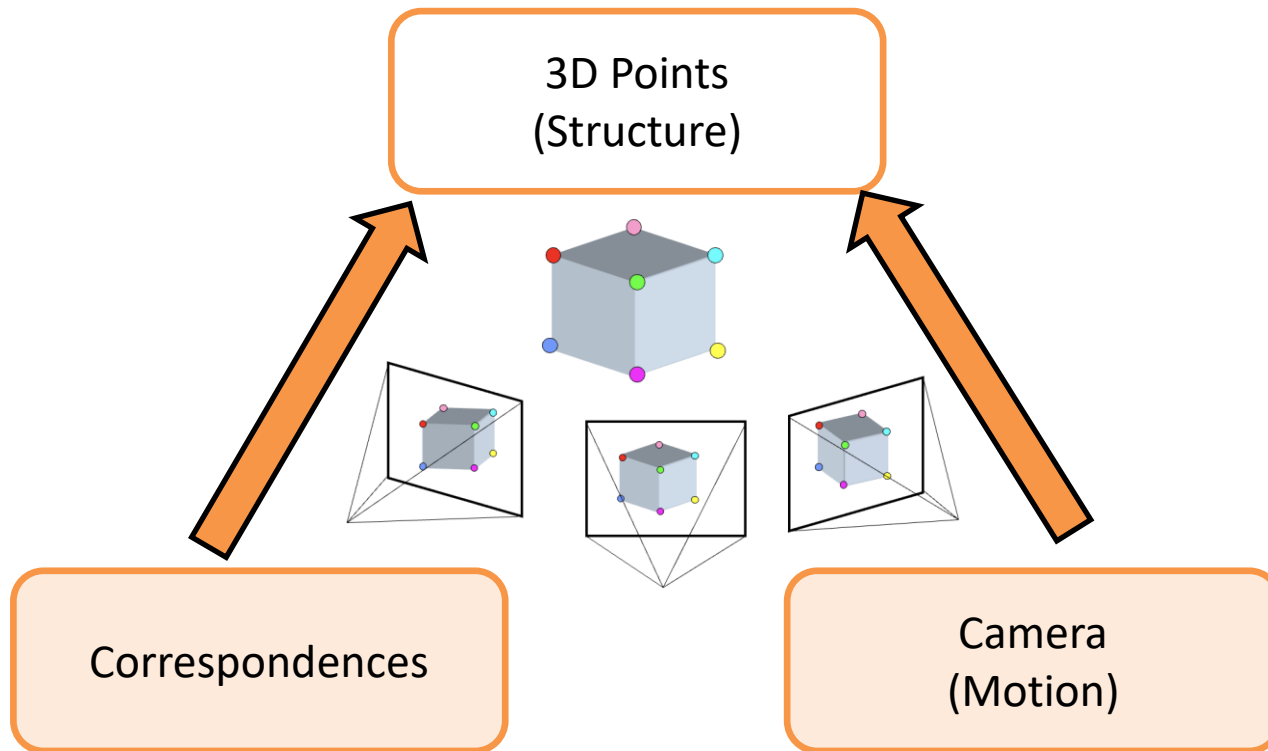 3D Points
(Structure)
Correspondences
Camera
(Motion)